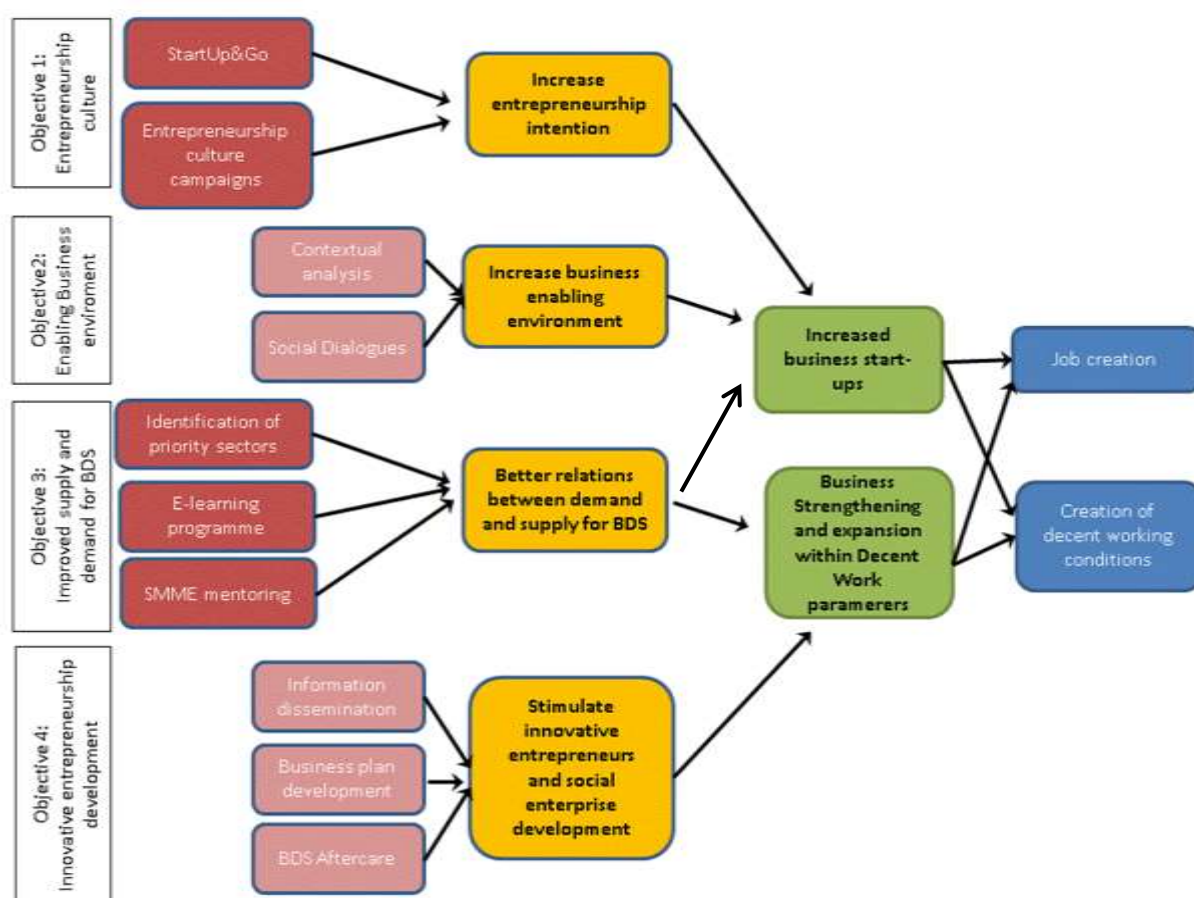 Objective 1:
Entrepreneurship
culture
StartUp&Go
Entrepreneurship
culture
campaigns
Increase
entrepreneurship
intention
Objective2:
Enabling Business
enviroment
Contextual
analysis
Social Dialogues
Increase business
enabling
environment
Increased
business start-
ups
Job creation
Objective 3:
Improved supply and
demand for BDS
Identification of
priority sectors
E-learning
programme
SMME mentoring
Better relations
between demand
and supply for BDS
Business
Strengthening
and expansion
within Decent
Work
paramerers
Creation of
decent working
conditions
Objective 4:
Innovative entrepreneurship
development
Information
dissemination
Business plan
development
BDS Aftercare
Stimulate
innovative
entrepreneurs
and social
enterprise
development